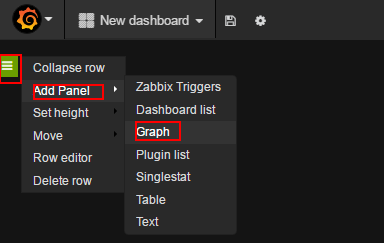 New dashboard
Collapse row
Add Panel
Set height
Move
Row editor
Delete row
Zabbix Triggers
Dashboard list
Graph
Plugin list
Singlestat
Table
Text